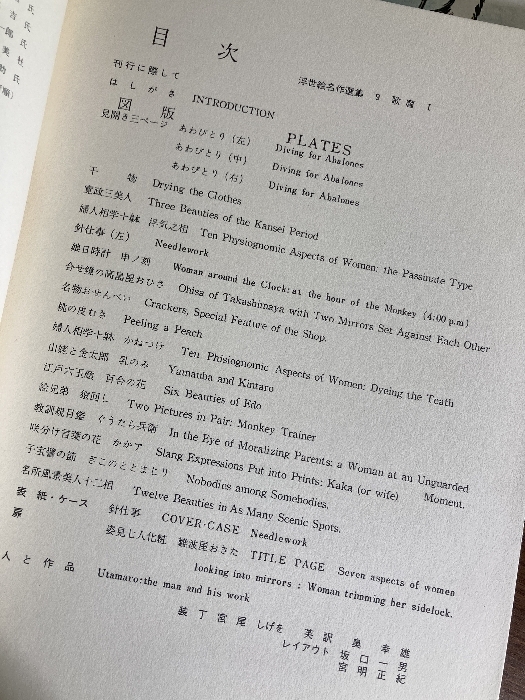 目次
浮世絵名作選集 9 歌麿 1
刊行に際して
はしがき INTRODUCTION
図版 PLATES
見開き三ページ あわびとり（左） Diving for Abalones
あわびとり（中） Diving for Abalones
あわびとり（右） Diving for Abalones
干物 Drying the Clothes
寛政三美人 Three Beauties of the Kansei Period
婦人相学十躰 浮気之相 Ten Physiognomic Aspects of Women: the Passinate Type
針仕事（左） Needlework
娘日時計 申ノ刻 Woman around the Clock: at the hour of the Monkey (4:00 p.m)
合せ鏡の高島屋おひさ Ohisa of Takashimaya with Two Mirrors Set Against Each Other
名物おせんべい Crackers, Special Feature of the Shop.
桃の皮むき Peeling a Peach
婦人相学十躰 かねつけ Ten Phisiognomic Aspects of Women: Dyeing the Teath
山姥と金太郎 乳のみ Yamauba and Kintaro
江戸六玉顔 百合の花 Six Beauties of Edo
絵兄弟 猿廻し Two Pictures in Pair: Monkey Trainer
教訓親目鑑 ぐうたら兵衛 In the Eye of Moralizing Parents: a Woman at an Unguarded Moment.
咲分け言葉の花 かかア Slang Expressions Put into Prints: Kaka (or wife)
子宝 Nobodies among Somebodies.
名所風景美人十二相 Twelve Beauties in As Many Scenic Spots.
表紙・ケース 針仕事 COVER・CASE Needlework
扉 姿見七人化粧 難波屋おきた TITLE PAGE Seven aspects of women
looking into mirrors : Woman trimming her sidelock.
人と作品 Utamaro: the man and his work
装丁 宮尾しげを 英訳 奥幸雄
レイアウト 坂口一男
宮明正紀